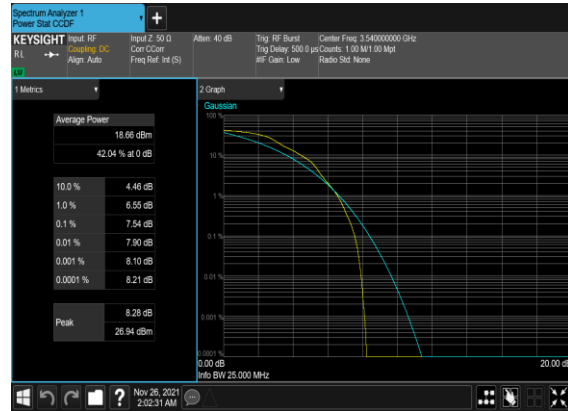 Spectrum Analyzer 1
Power Stat CCDF
KEYSIGHT
RL
Input: RF
Coupling: DC
Align: Auto
Input Z: 50 Ω
Corr CCorr
Freq Ref: Int (S)
Atten: 40 dB
Trig: RF Burst
Trig Delay: 500.0 µs
#IF Gain: Low
Center Freq: 3.540000000 GHz
Counts: 1.00 M/1.00 Mpt
Radio Std: None
LXI
1 Metrics
Average Power
18.66 dBm
42.04 % at 0 dB
10.0 % 4.46 dB
1.0 % 6.55 dB
0.1 % 7.54 dB
0.01 % 7.90 dB
0.001 % 8.10 dB
0.0001 % 8.21 dB
Peak
8.28 dB
26.94 dBm
2 Graph
Gaussian
100 %
10 %
1 %
0.1 %
0.01 %
0.001 %
0.0001 %
0.00 dB
20.00 dB
Info BW 25.000 MHz
?
Nov 26, 2021
2:02:31 AM